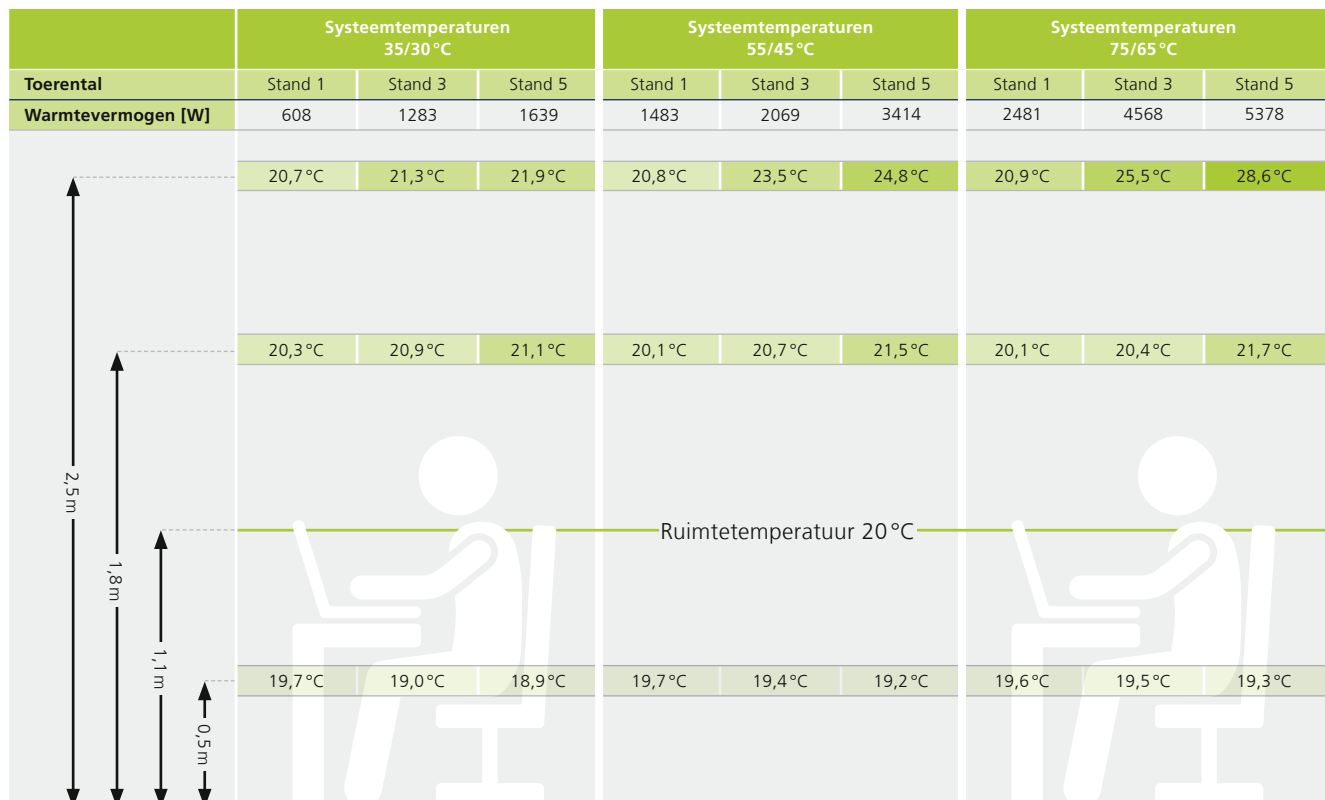 Systeemtemperaturen
35/30 °C
Systeemtemperaturen
55/45 °C
Systeemtemperaturen
75/65 °C
Toerental Stand 1 Stand 3 Stand 5 Stand 1 Stand 3 Stand 5 Stand 1 Stand 3 Stand 5
Warmtevermogen [W] 608 1283 1639 1483 2069 3414 2481 4568 5378
20,7 °C 21,3 °C 21,9 °C 20,8 °C 23,5 °C 24,8 °C 20,9 °C 25,5 °C 28,6 °C
20,3 °C 20,9 °C 21,1 °C 20,1 °C 20,7 °C 21,5 °C 20,1 °C 20,4 °C 21,7 °C
2,5 m
Ruimtetemperatuur 20 °C
1,8 m
1,1 m
19,7 °C 19,0 °C 18,9 °C 19,7 °C 19,4 °C 19,2 °C 19,6 °C 19,5 °C 19,3 °C
0,5 m